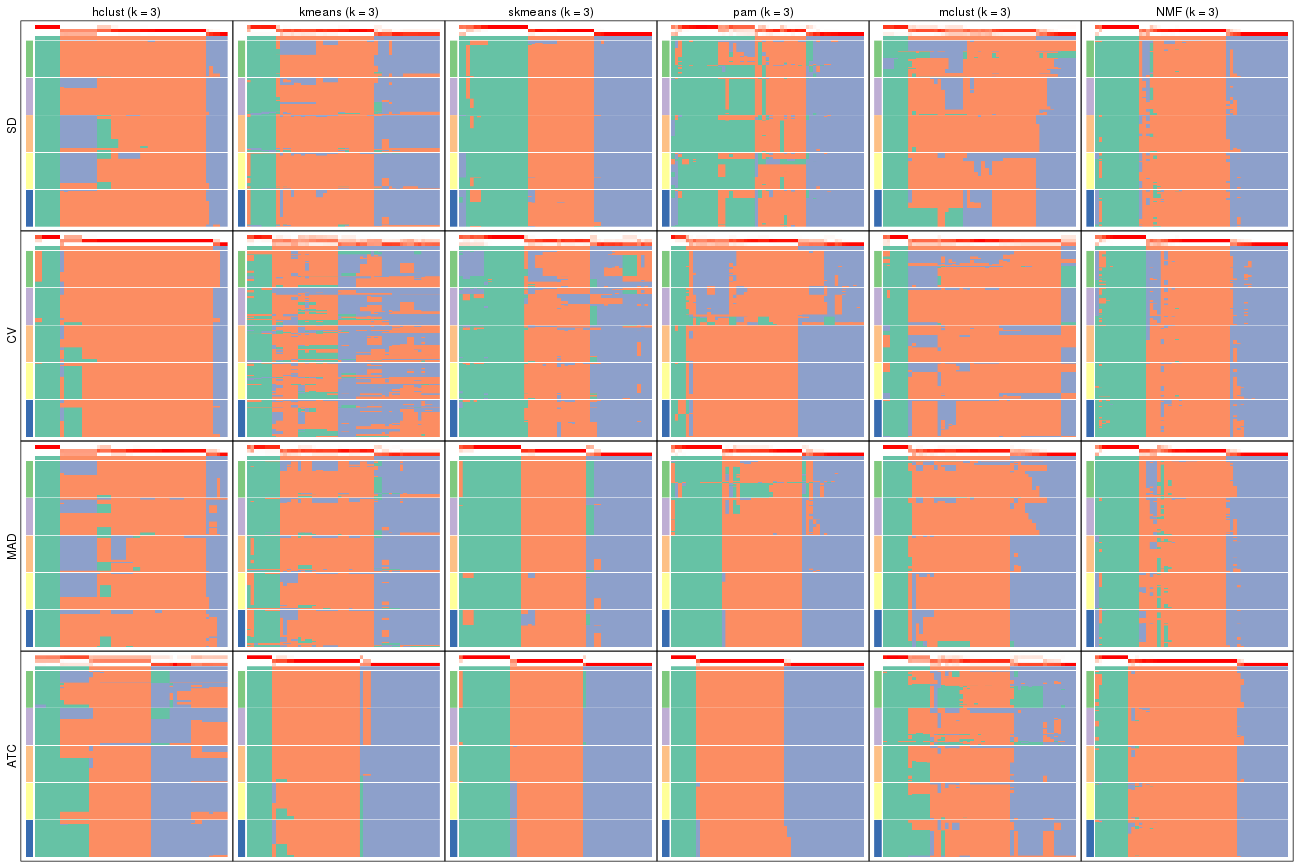 hclust (k = 3) kmeans (k = 3) skmeans (k = 3) pam (k = 3) mclust (k = 3) NMF (k = 3)
SD
CV
MAD
ATC